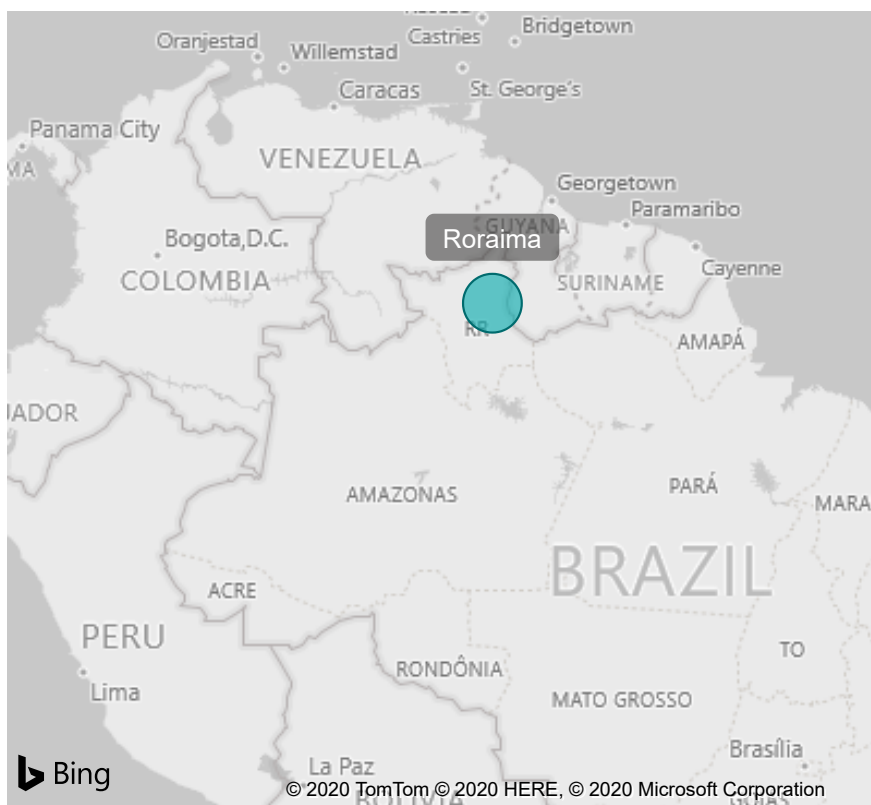 Bridgetown
Oranjestad
Willemstad
Castries
Caracas
St. George's
Panama City
VENEZUELA
Georgetown
Paramaribo
GUYANA
Roraima
Bogota,D.C.
COLOMBIA
Cayenne
SURINAME
RR
AMAPÁ
AMAZONAS
PARÁ
BRAZIL
ACRE
PERU
TO
RONDÔNIA
Lima
MATO GROSSO
Brasília
La Paz
Bing
© 2020 TomTom © 2020 HERE, © 2020 Microsoft Corporation
BOLIVIA